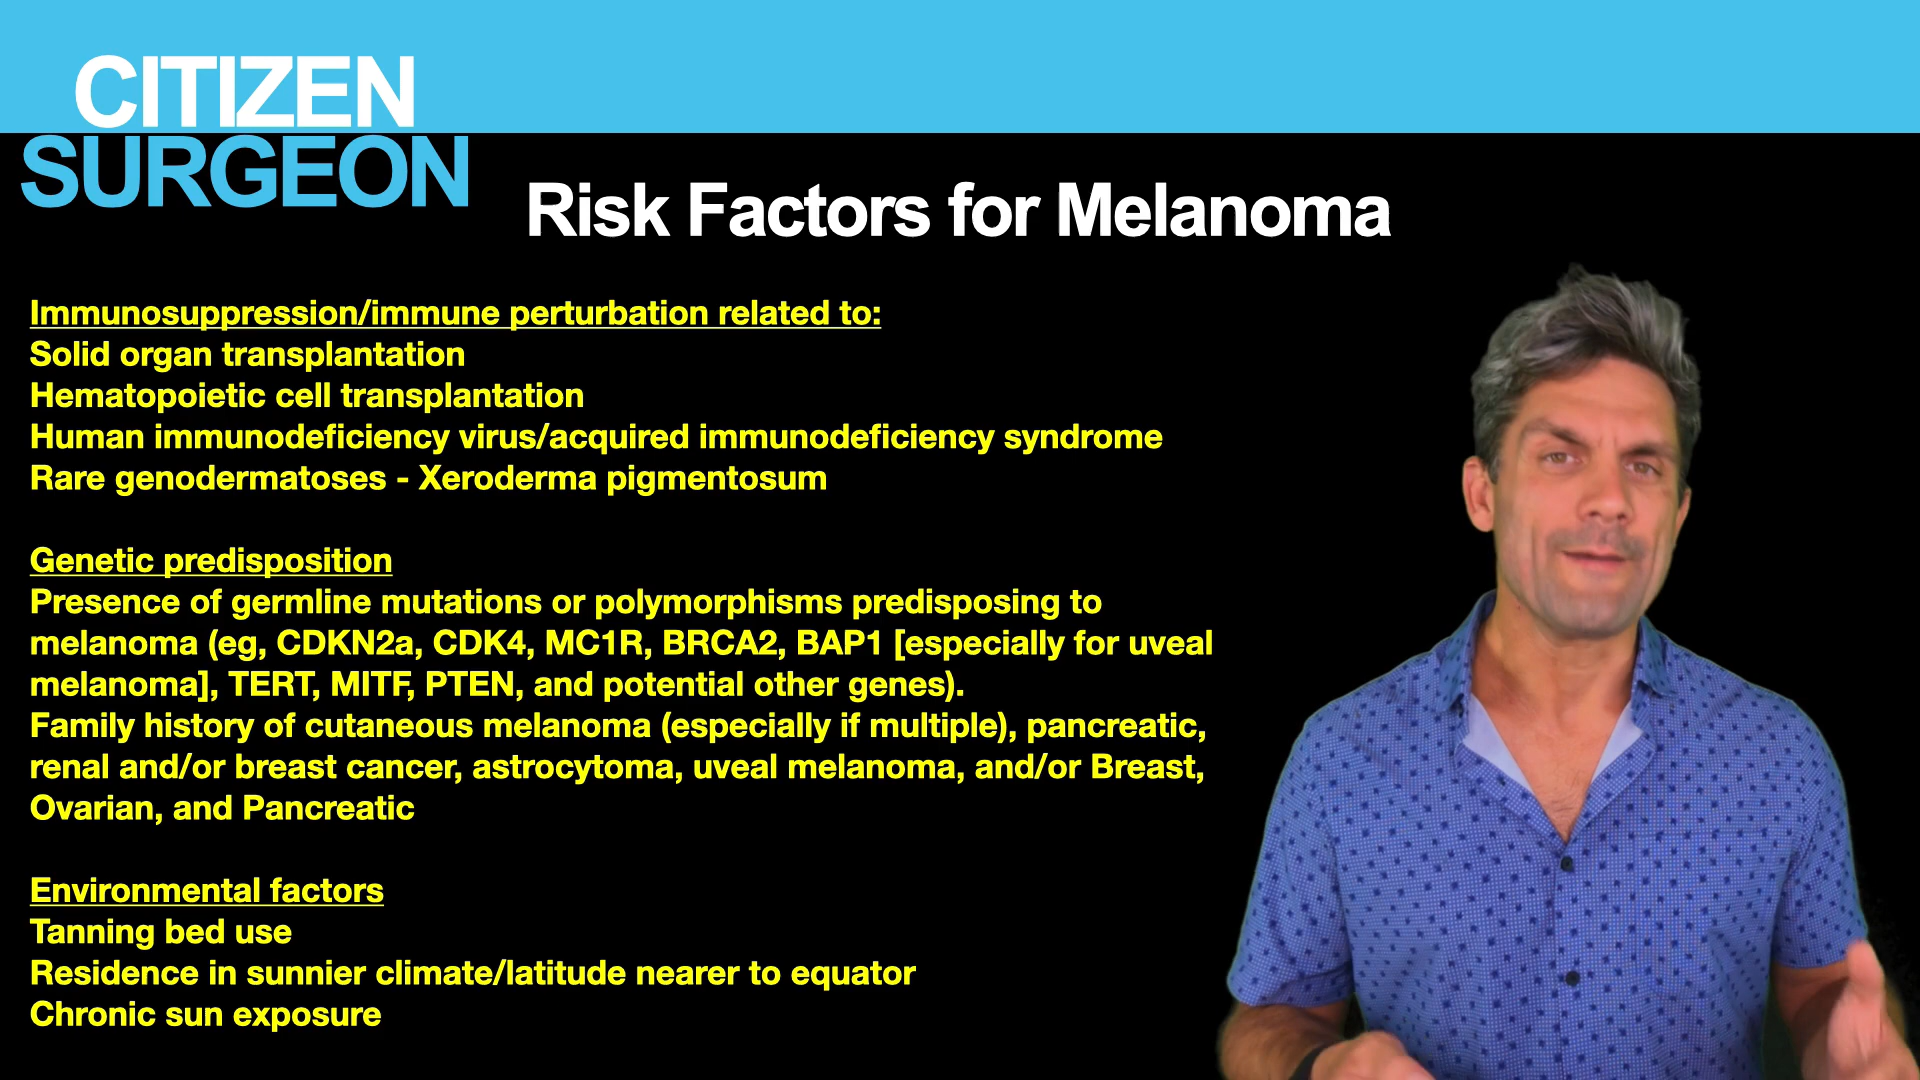 CITIZEN
SURGEON
Risk Factors for Melanoma
Immunosuppression/immune perturbation related to:
Solid organ transplantation
Hematopoietic cell transplantation
Human immunodeficiency virus/acquired immunodeficiency syndrome
Rare genodermatoses - Xeroderma pigmentosum
Genetic predisposition
Presence of germline mutations or polymorphisms predisposing to
melanoma (eg, CDKN2a, CDK4, MC1R, BRCA2, BAP1 [especially for uveal
melanoma], TERT, MITF, PTEN, and potential other genes).
Family history of cutaneous melanoma (especially if multiple), pancreatic,
renal and/or breast cancer, astrocytoma, uveal melanoma, and/or Breast,
Ovarian, and Pancreatic
Environmental factors
Tanning bed use
Residence in sunnier climate/latitude nearer to equator
Chronic sun exposure